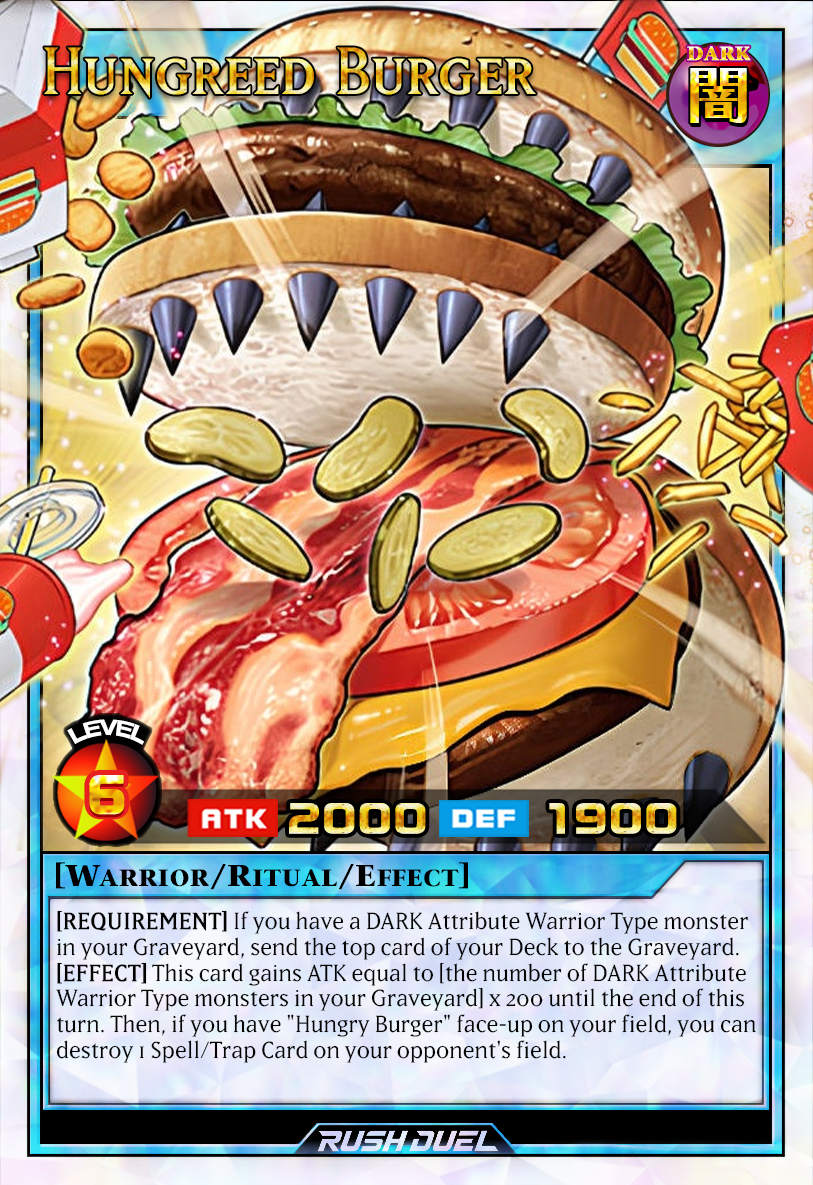 HUNGREED BURGER
DARK
闇
LEVEL
6
ATK 2000 DEF 1900
[WARRIOR/RITUAL/EFFECT]
[REQUIREMENT] If you have a DARK Attribute Warrior Type monster
in your Graveyard, send the top card of your Deck to the Graveyard.
[EFFECT] This card gains ATK equal to [the number of DARK Attribute
Warrior Type monsters in your Graveyard] x 200 until the end of this
turn. Then, if you have "Hungry Burger" face-up on your field, you can
destroy 1 Spell/Trap Card on your opponent's field.
RUSH DUEL